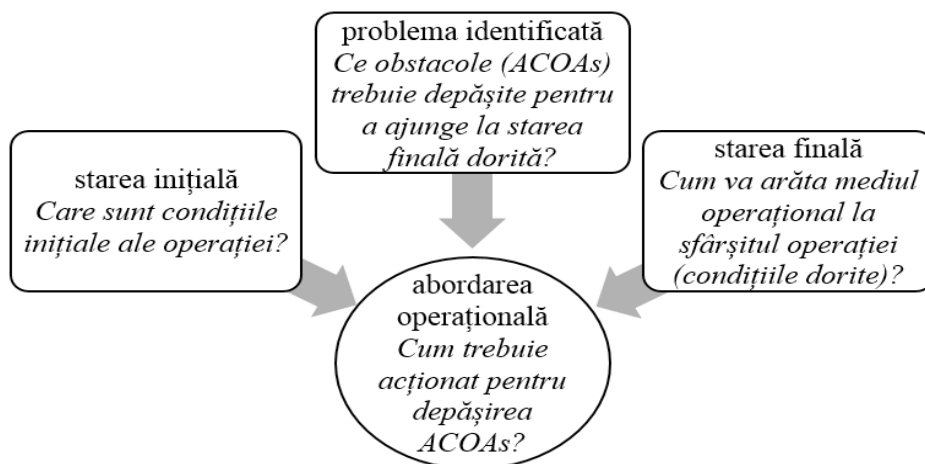 problema identificată
Ce obstacole (ACOAs)
trebuie depășite pentru
a ajunge la starea
finală dorită?
starea inițială
Care sunt condițiile
inițiale ale operației?
starea finală
Cum va arăta mediul
operațional la
sfârșitul operației
(condițiile dorite)?
abordarea
operațională
Cum trebuie
acționat pentru
depășirea
ACOAs?